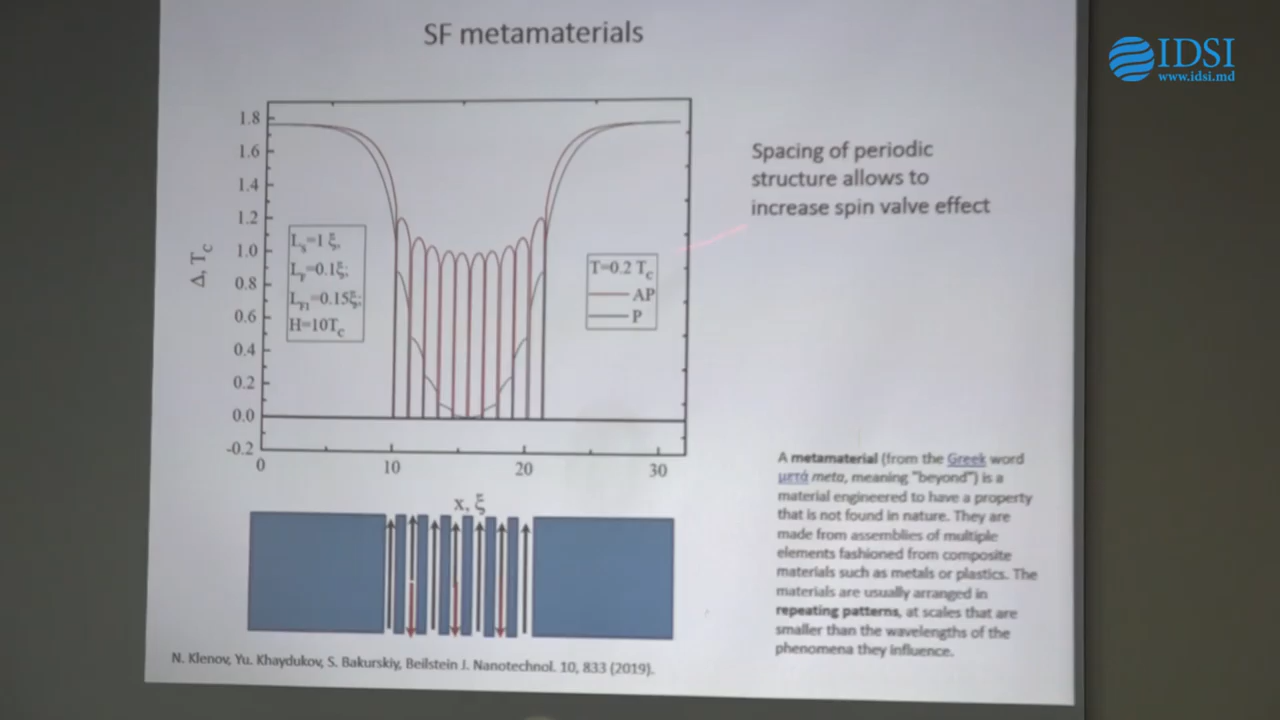 SF metamaterials
IDSI
www.idsi.md
1.8
1.6
1.4
1.2
1.0
0.8
0.6
0.4
0.2
0.0
-0.2
Δ, Tc
Ls=1 ξ,
LF=0.1ξ;
LF1=0.15ξ;
H=10Tc
T=0.2 Tc
AP
P
0
10
20
30
x, ξ
Spacing of periodic
structure allows to
increase spin valve effect
A metamaterial (from the Greek word
μετά meta, meaning "beyond") is a
material engineered to have a property
that is not found in nature. They are
made from assemblies of multiple
elements fashioned from composite
materials such as metals or plastics. The
materials are usually arranged in
repeating patterns, at scales that are
smaller than the wavelengths of the
phenomena they influence.
N. Klenov, Yu. Khaydukov, S. Bakurskiy, Beilstein J. Nanotechnol. 10, 833 (2019).